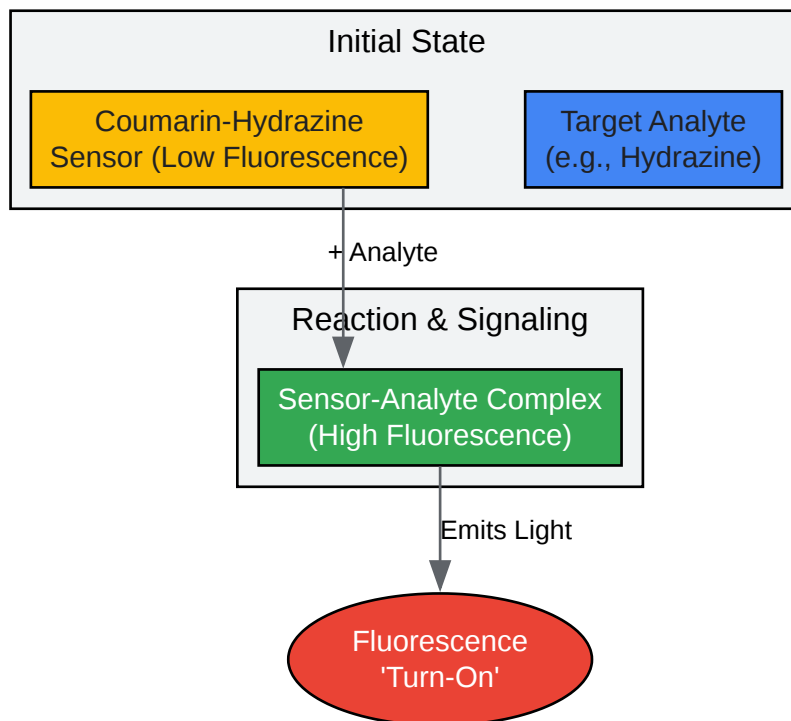 Initial State
Coumarin-Hydrazine
Sensor (Low Fluorescence)
Target Analyte
(e.g., Hydrazine)
+ Analyte
Reaction & Signaling
Sensor-Analyte Complex
(High Fluorescence)
Emits Light
Fluorescence
'Turn-On'